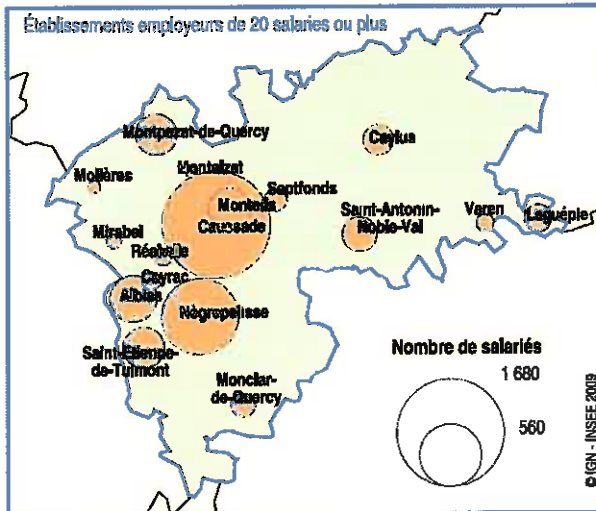 Établissements employeurs de 20 salariés ou plus
Montpezat-de-Quercy
Caylus
Molières
Montalzat
Septfonds
Monteils
Caussade
Saint-Antonin-
Noble-Val
Varen
Laguépie
Mirabel
Réalville
Cayrac
Albias
Nègrepelisse
Saint-Etienne-
de-Tulmont
Monclar-
de-Quercy
Nombre de salariés
1 680
560
© IGN - INSEE 2009